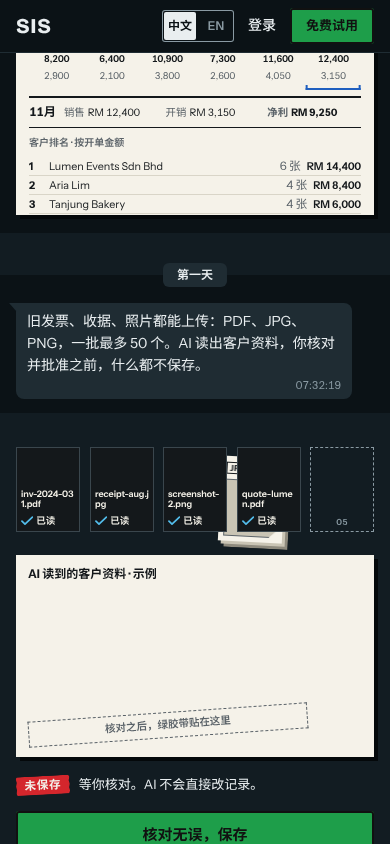 SIS 中文 EN 登录 免费试用
8,200 6,400 10,900 7,300 11,600 12,400
2,900 2,100 3,800 2,600 4,050 3,150
11月 销售 RM 12,400 开销 RM 3,150 净利 RM 9,250
客户排名·按开单金额
1 Lumen Events Sdn Bhd 6 张 RM 14,400
2 Aria Lim 4 张 RM 8,400
3 Tanjung Bakery 4 张 RM 6,000
第一天
旧发票、收据、照片都能上传：PDF、JPG、
PNG，一批最多 50 个。AI 读出客户资料，你核对
并批准之前，什么都不保存。
07:32:19
inv-2024-03
1.pdf
已读
receipt-aug.j
pg
已读
screenshot-
2.png
已读
quote-lume
n.pdf
已读
05
AI 读到的客户资料·示例
核对之后，绿胶带贴在这里
未保存 等你核对。AI 不会直接改记录。
核对无误，保存